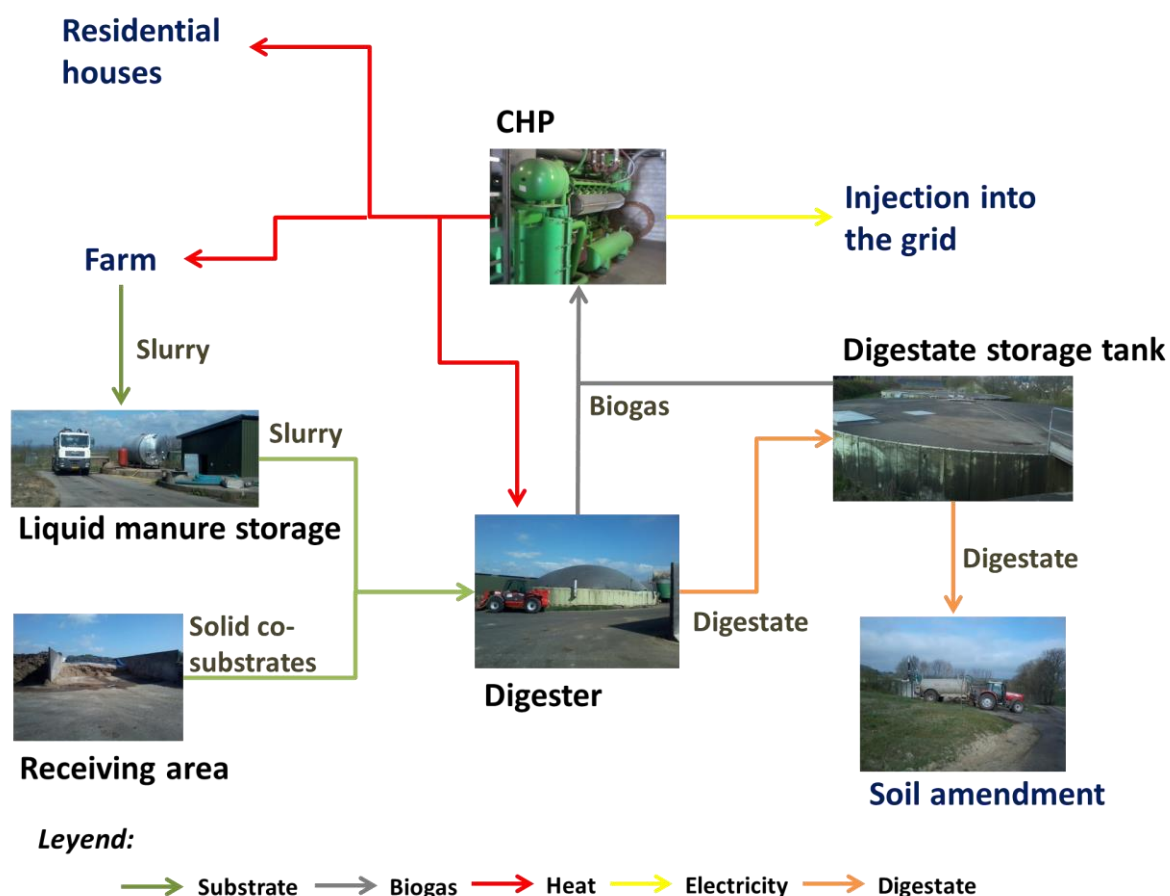 Residential
houses
CHP
Injection into
the grid
Farm
Slurry
Digestate storage tank
Biogas
Slurry
Liquid manure storage
Digestate
Digestate
Solid co-
substrates
Digester
Receiving area
Soil amendment
Leyend:
Substrate Biogas Heat Electricity Digestate